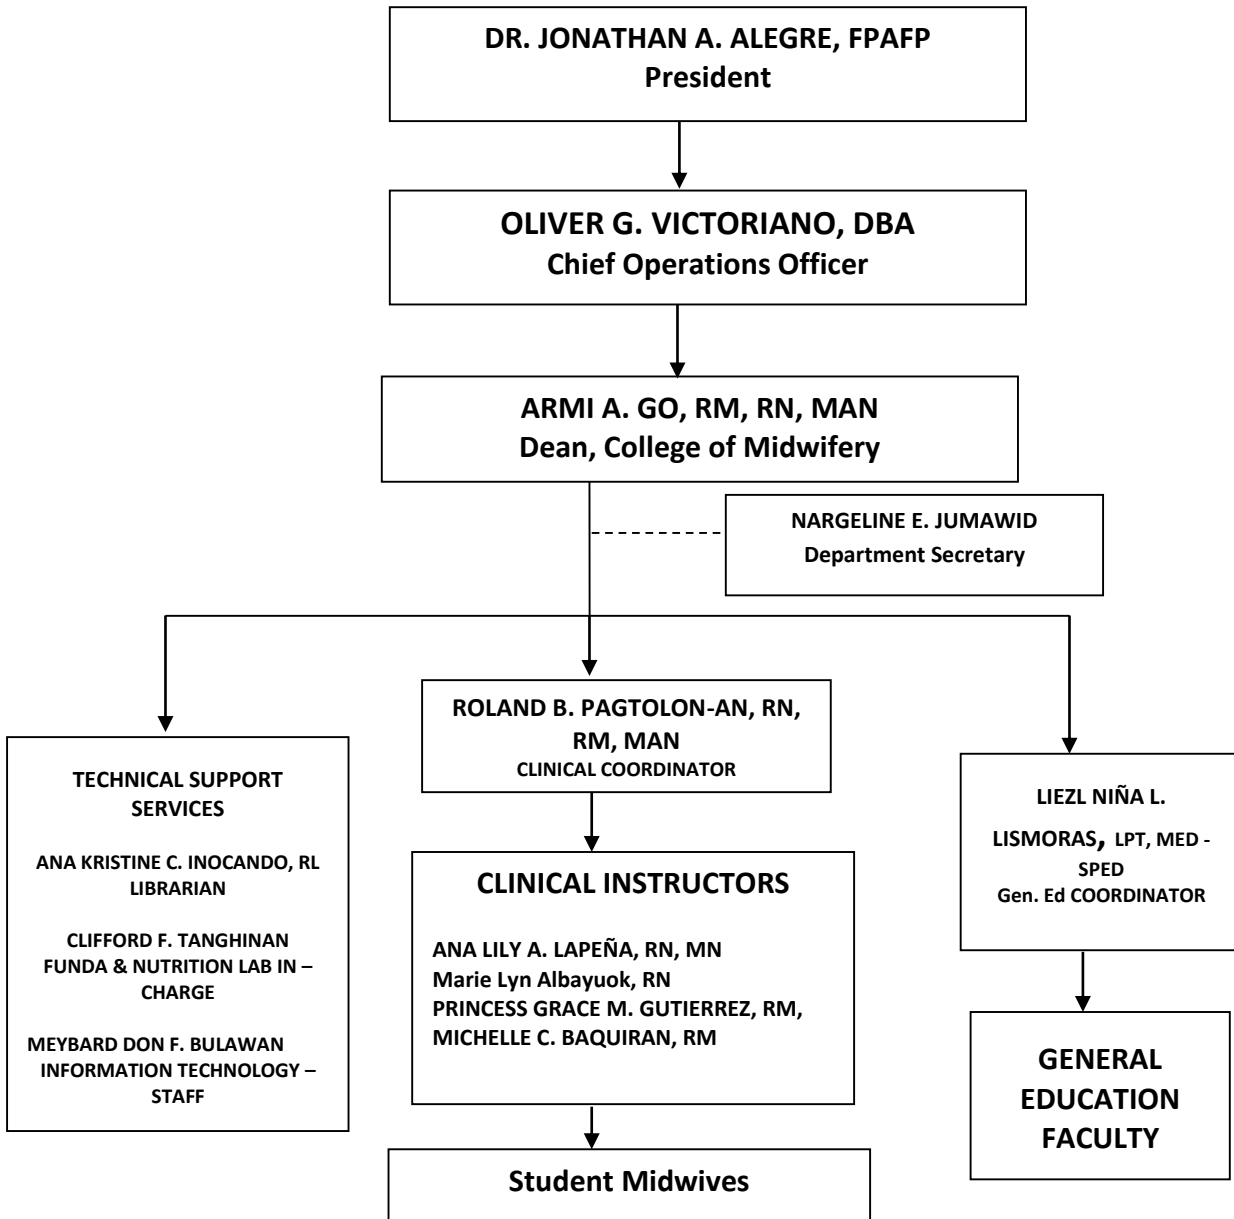 DR. JONATHAN A. ALEGRE, FPAFP
President
OLIVER G. VICTORIANO, DBA
Chief Operations Officer
ARMI A. GO, RM, RN, MAN
Dean, College of Midwifery
NARGELINE E. JUMAWID
Department Secretary
TECHNICAL SUPPORT
SERVICES
ANA KRISTINE C. INOCANDO, RL
LIBRARIAN
CLIFFORD F. TANGHINAN
FUNDA & NUTRITION LAB IN –
CHARGE
MEYBARD DON F. BULAWAN
INFORMATION TECHNOLOGY –
STAFF
ROLAND B. PAGTOLON-AN, RN,
RM, MAN
CLINICAL COORDINATOR
CLINICAL INSTRUCTORS
ANA LILY A. LAPEÑA, RN, MN
Marie Lyn Albayuok, RN
PRINCESS GRACE M. GUTIERREZ, RM,
MICHELLE C. BAQUIRAN, RM
Student Midwives
LIEZL NIÑA L.
LISMORAS, LPT, MED -
SPED
Gen. Ed COORDINATOR
GENERAL
EDUCATION
FACULTY